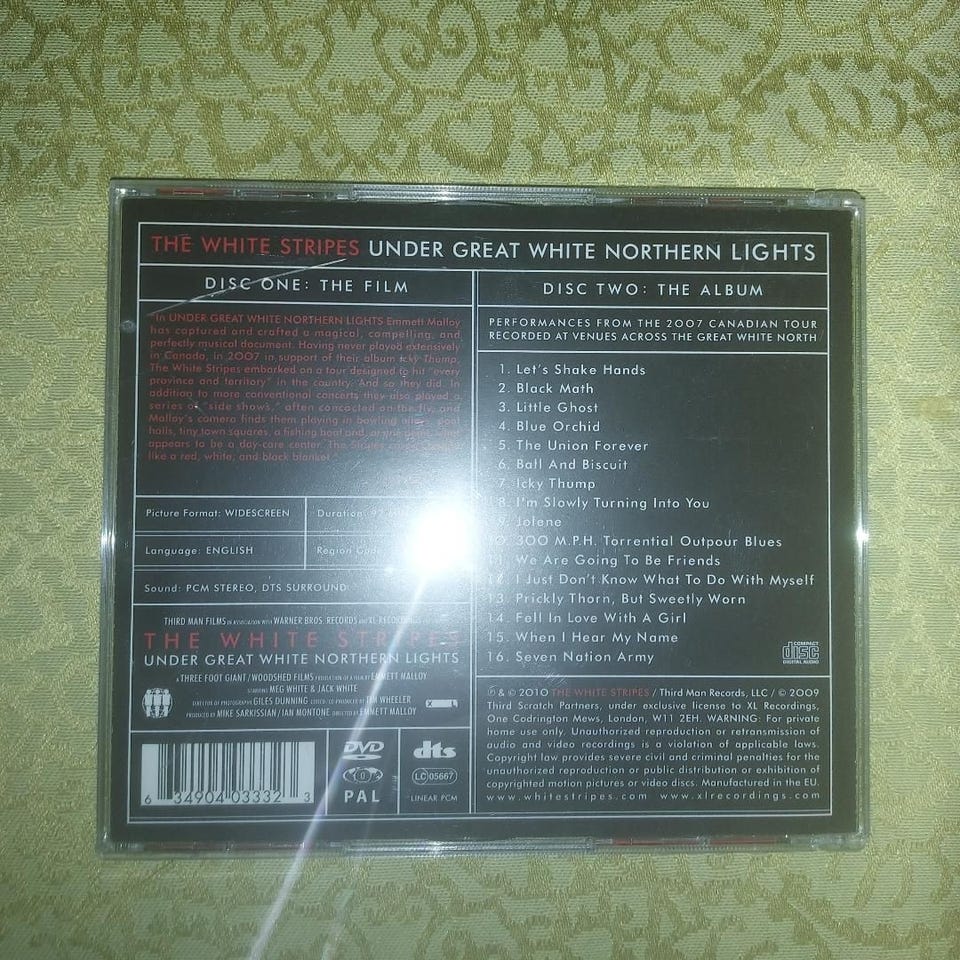 THE WHITE STRIPES UNDER GREAT WHITE NORTHERN LIGHTS
DISC ONE: THE FILM
"In UNDER GREAT WHITE NORTHERN LIGHTS Emmett Malloy
has captured and crafted a magical, compelling, and
perfectly musical document. Having never played extensively
in Canada, in 2007 in support of their album Icky Thump,
The White Stripes embarked on a tour designed to hit "every
province and territory" in the country. And so they did. In
addition to more conventional concerts they also played a
series of "side shows," often concocted on the fly, and
Malloy's camera finds them playing in bowling pool
halls, tiny town squares, a fishing boat and, what
appears to be a day-care center. The Stripes
like a red, white, and black blanket."
Picture Format: WIDESCREEN
Duration: 92
Language: ENGLISH
Region Code
Sound: PCM STEREO, DTS SURROUND
THIRD MAN FILMS IN ASSOCIATION WITH WARNER BROS. RECORDS AND XL RECORDINGS
THE WHITE STRIPES
UNDER GREAT WHITE NORTHERN LIGHTS
A THREE FOOT GIANT/WOODSHED FILMS PRODUCTION OF A FILM BY EMMETT MALLOY
STARRING MEG WHITE & JACK WHITE
DIRECTOR OF PHOTOGRAPHY GILES DUNNING EDITED / CO-PRODUCED BY TIM WHEELER
PRODUCED BY MIKE SARKISSIAN/IAN MONTONE DIRECTED BY EMMETT MALLOY
X L
6 34904 03332 3
DVD
0
PAL
dts
LC 05667
LINEAR PCM
DISC TWO: THE ALBUM
PERFORMANCES FROM THE 2007 CANADIAN TOUR
RECORDED AT VENUES ACROSS THE GREAT WHITE NORTH
1. Let's Shake Hands
2. Black Math
3. Little Ghost
4. Blue Orchid
5. The Union Forever
6. Ball And Biscuit
7. Icky Thump
8. I'm Slowly Turning Into You
9. Jolene
10. 300 M.P.H. Torrential Outpour Blues
11. We Are Going To Be Friends
12. I Just Don't Know What To Do With Myself
13. Prickly Thorn, But Sweetly Worn
14. Fell In Love With A Girl
15. When I Hear My Name
16. Seven Nation Army
COMPACT
disc
DIGITAL AUDIO
℗ & © 2010 THE WHITE STRIPES / Third Man Records, LLC / © 2009
Third Scratch Partners, under exclusive license to XL Recordings,
One Codrington Mews, London, W11 2EH. WARNING: For private
home use only. Unauthorized reproduction or retransmission of
audio and video recordings is a violation of applicable laws.
Copyright law provides severe civil and criminal penalties for the
unauthorized reproduction or public distribution or exhibition of
copyrighted motion pictures or video discs. Manufactured in the EU.
www.whitestripes.com www.xlrecordings.com